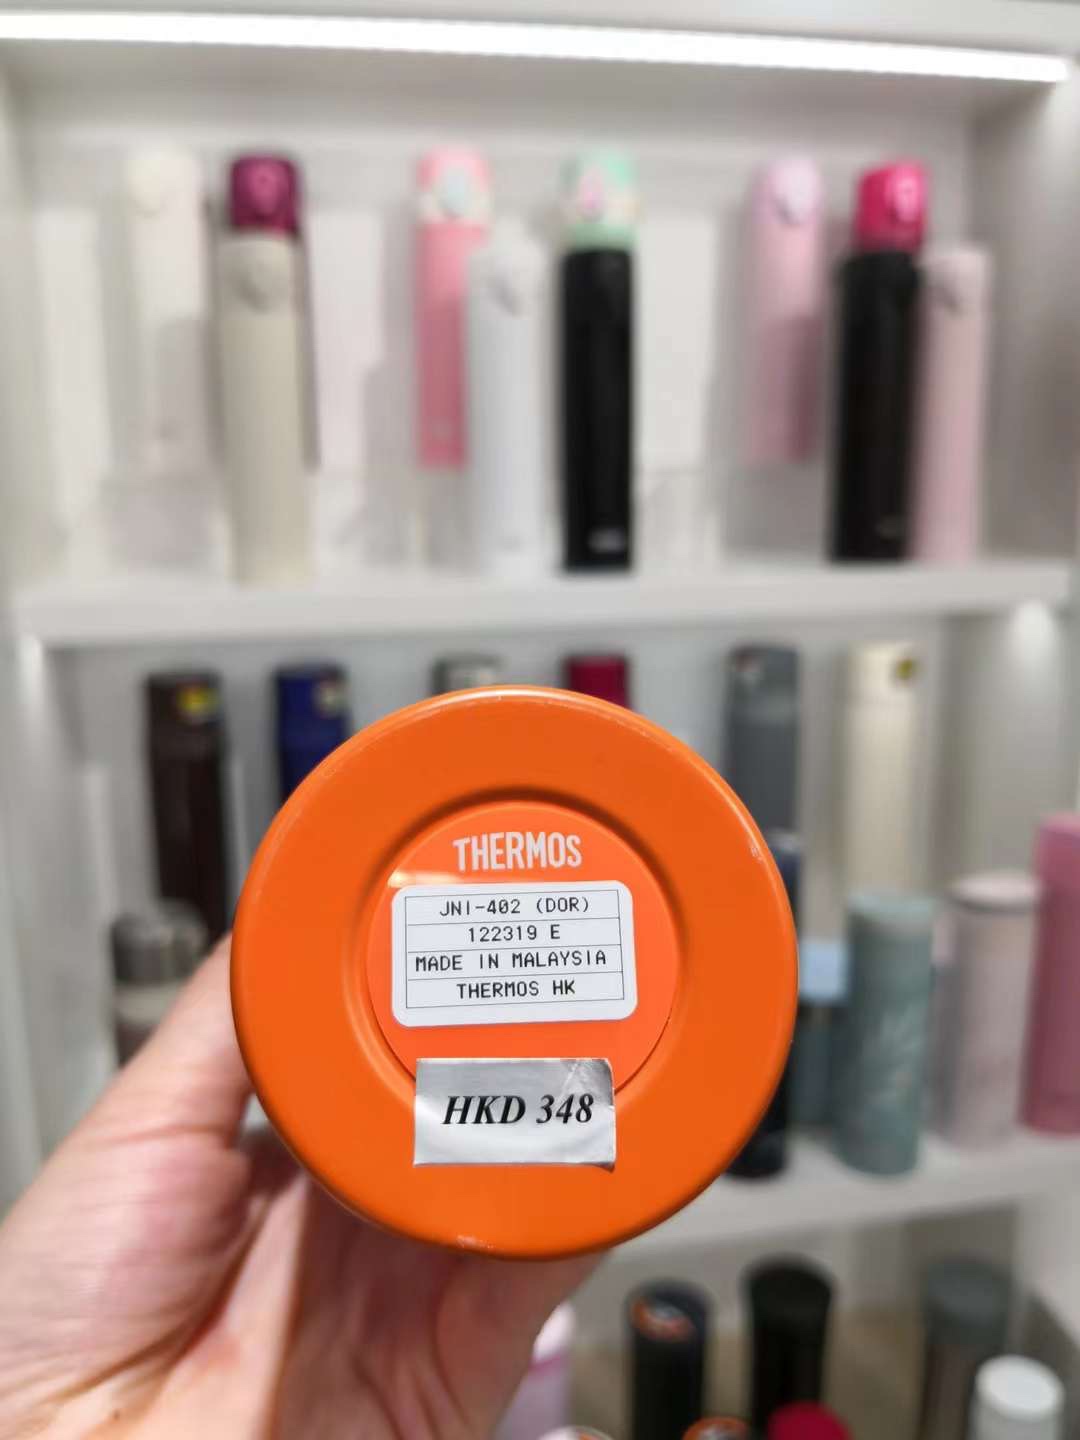 THERMOS
JNI-402 (DOR)
122319 E
MADE IN MALAYSIA
THERMOS HK
HKD 348